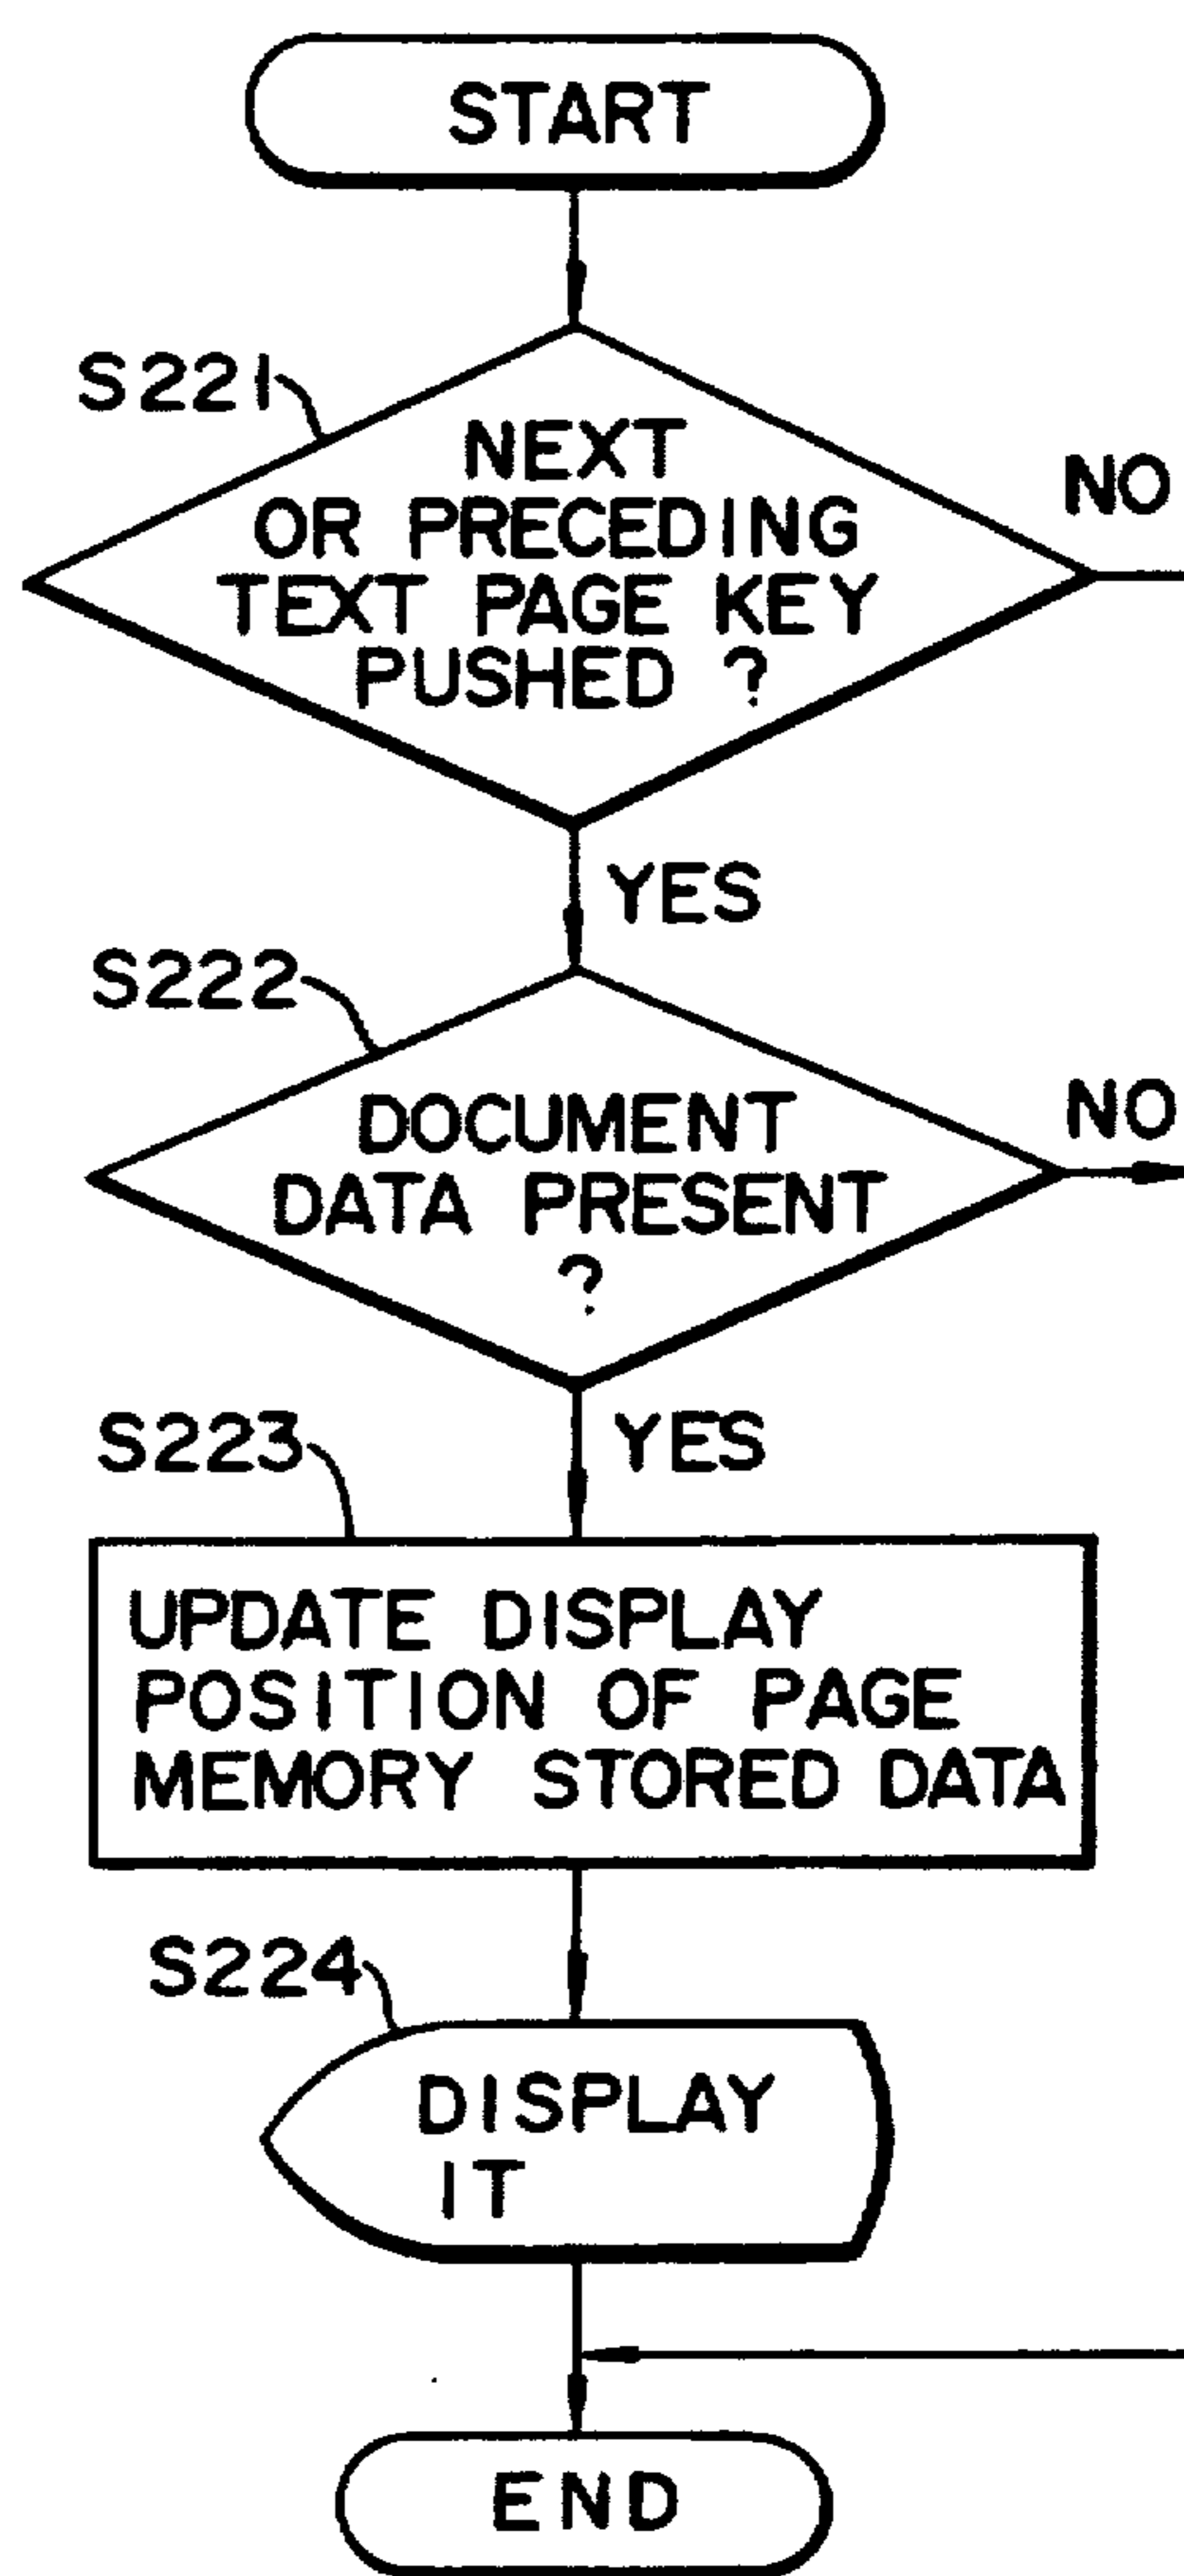 START
S221
NEXT
OR PRECEDING
TEXT PAGE KEY
PUSHED ?
NO
YES
S222
DOCUMENT
DATA PRESENT
?
NO
YES
S223
UPDATE DISPLAY
POSITION OF PAGE
MEMORY STORED DATA
S224
DISPLAY
IT
END